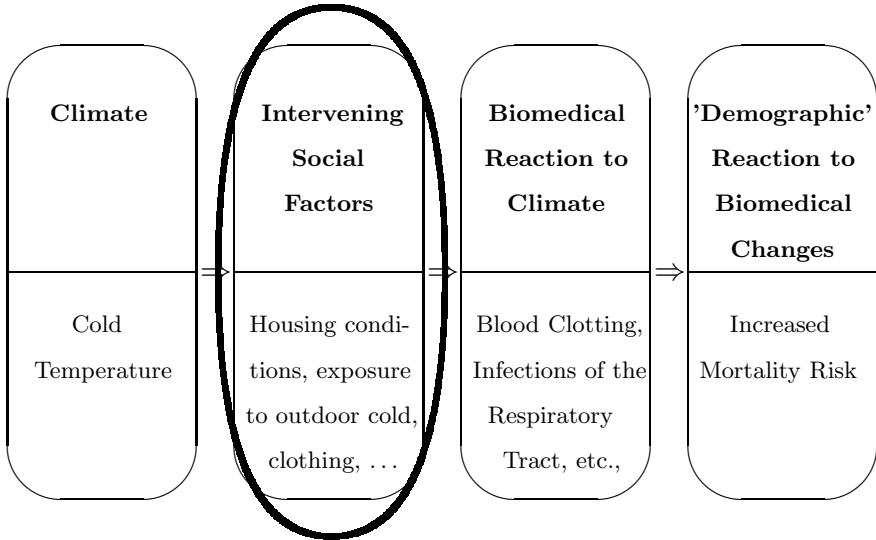 Climate
Cold
Temperature
⇒
Intervening
Social
Factors
Housing condi-
tions, exposure
to outdoor cold,
clothing, ...
⇒
Biomedical
Reaction to
Climate
Blood Clotting,
Infections of the
Respiratory
Tract, etc.,
⇒
’Demographic’
Reaction to
Biomedical
Changes
Increased
Mortality Risk